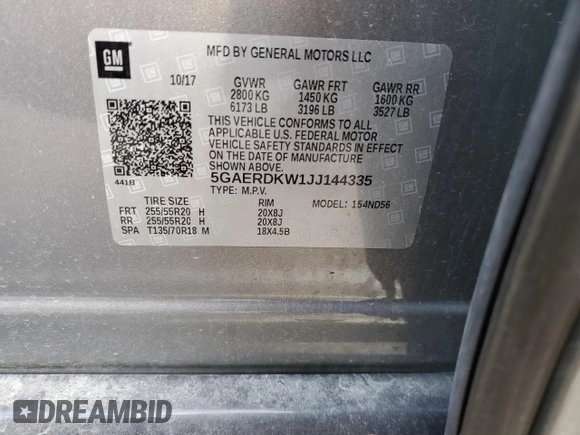 GM
MFD BY GENERAL MOTORS LLC
10/17 GVWR GAWR FRT GAWR RR
2800 KG 1450 KG 1600 KG
6173 LB 3196 LB 3527 LB
THIS VEHICLE CONFORMS TO ALL
APPLICABLE U.S. FEDERAL MOTOR
VEHICLE SAFETY STANDARDS IN EFFECT
ON THE DATE OF MANUFACTURE
SHOWN ABOVE.
441B 5GAERDKW1JJ144335
TYPE: M.P.V. MODEL: 154ND56
TIRE SIZE RIM
FRT 255/55R20 H 20X8J
RR 255/55R20 H 20X8J
SPA T135/70R18 M 18X4.5B
DREAMBID